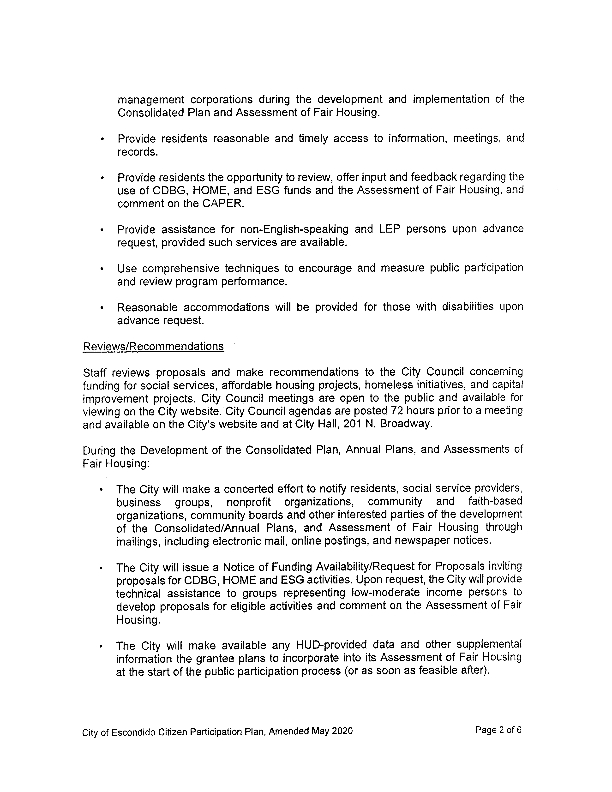 management corporations during the development and implementation of the
Consolidated Plan and Assessment of Fair Housing.
• Provide residents reasonable and timely access to information, meetings, and
records.
• Provide residents the opportunity to review, offer input and feedback regarding the
use of CDBG, HOME, and ESG funds and the Assessment of Fair Housing, and
comment on the CAPER.
• Provide assistance for non-English-speaking and LEP persons upon advance
request, provided such services are available.
• Use comprehensive techniques to encourage and measure public participation
and review program performance.
• Reasonable accommodations will be provided for those with disabilities upon
advance request.
Reviews/Recommendations
Staff reviews proposals and make recommendations to the City Council concerning
funding for social services, affordable housing projects, homeless initiatives, and capital
improvement projects. City Council meetings are open to the public and available for
viewing on the City website. City Council agendas are posted 72 hours prior to a meeting
and available on the City's website and at City Hall, 201 N. Broadway.
During the Development of the Consolidated Plan, Annual Plans, and Assessments of
Fair Housing:
• The City will make a concerted effort to notify residents, social service providers,
business groups, nonprofit organizations, community and faith-based
organizations, community boards and other interested parties of the development
of the Consolidated/Annual Plans, and Assessment of Fair Housing through
mailings, including electronic mail, online postings, and newspaper notices.
• The City will issue a Notice of Funding Availability/Request for Proposals inviting
proposals for CDBG, HOME and ESG activities. Upon request, the City will provide
technical assistance to groups representing low-moderate income persons to
develop proposals for eligible activities and comment on the Assessment of Fair
Housing.
• The City will make available any HUD-provided data and other supplemental
information the grantee plans to incorporate into its Assessment of Fair Housing
at the start of the public participation process (or as soon as feasible after).
City of Escondido Citizen Participation Plan, Amended May 2020
Page 2 of 6